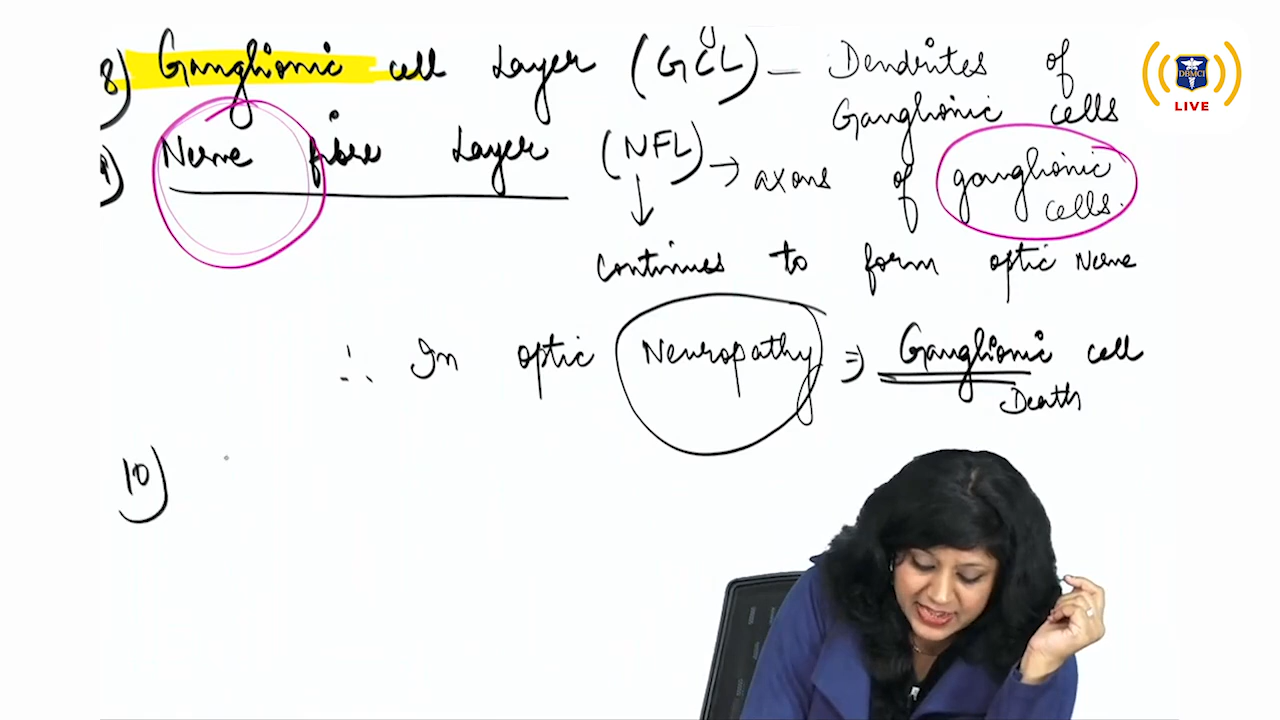 8) Ganglionic cell Layer (GCL) – Dendrites of
Ganglionic cells
9) Nerve fibre Layer (NFL) → axons of ganglionic
cells.
↓
continues to form optic Nerve
∴ In optic Neuropathy ⇒ Ganglionic cell
Death
10)
DBMCI
LIVE